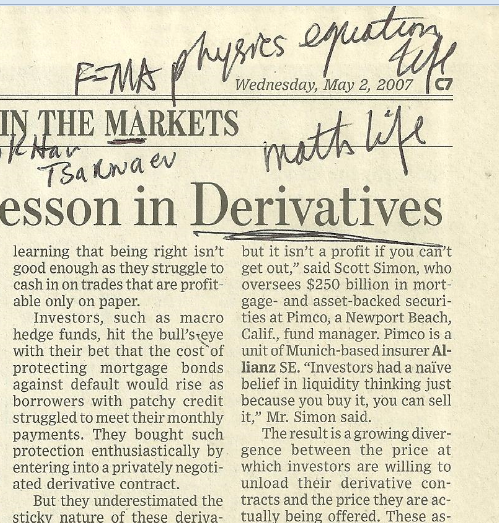 F=MA physics equation
life
Wednesday, May 2, 2007 C7
IN THE MARKETS
Tsarnaev
maths life
esson in Derivatives
learning that being right isn't
good enough as they struggle to
cash in on trades that are profit-
able only on paper.
Investors, such as macro
hedge funds, hit the bull's-eye
with their bet that the cost of
protecting mortgage bonds
against default would rise as
borrowers with patchy credit
struggled to meet their monthly
payments. They bought such
protection enthusiastically by
entering into a privately negoti-
ated derivative contract.
But they underestimated the
sticky nature of these deriva-
but it isn't a profit if you can't
get out," said Scott Simon, who
oversees $250 billion in mort-
gage- and asset-backed securi-
ties at Pimco, a Newport Beach,
Calif., fund manager. Pimco is a
unit of Munich-based insurer Al-
lianz SE. "Investors had a naïve
belief in liquidity thinking just
because you buy it, you can sell
it," Mr. Simon said.
The result is a growing diver-
gence between the price at
which investors are willing to
unload their derivative con-
tracts and the price they are ac-
tually being offered. These as-